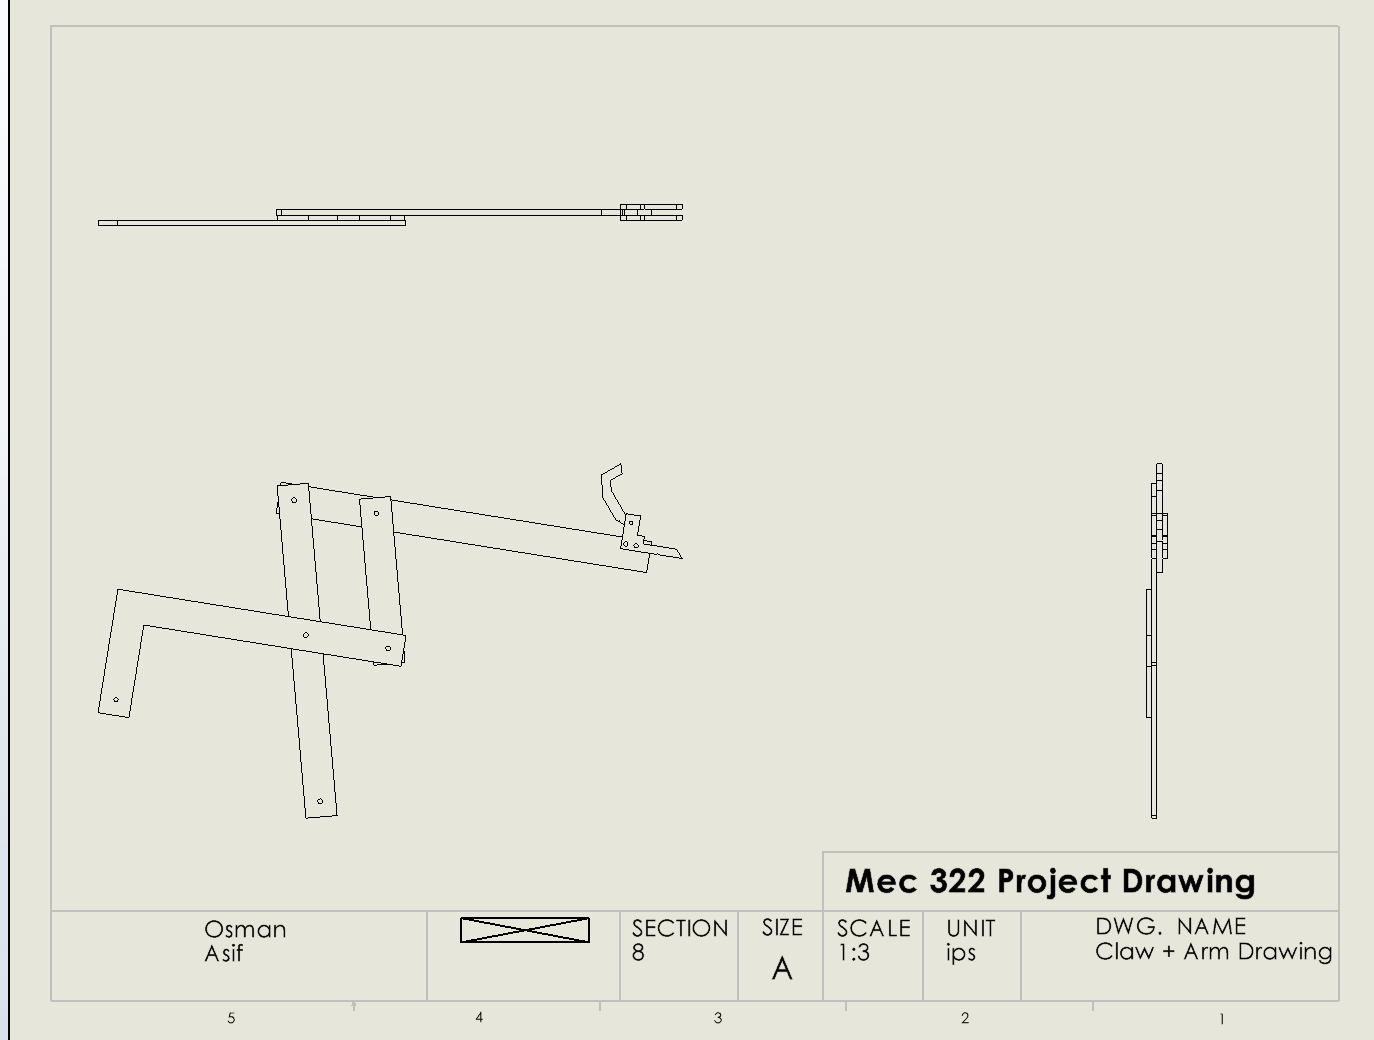 Mec 322 Project Drawing
Osman
Asif
SECTION
8
SIZE
A
SCALE
1:3
UNIT
ips
DWG. NAME
Claw + Arm Drawing
5
4
3
2
1